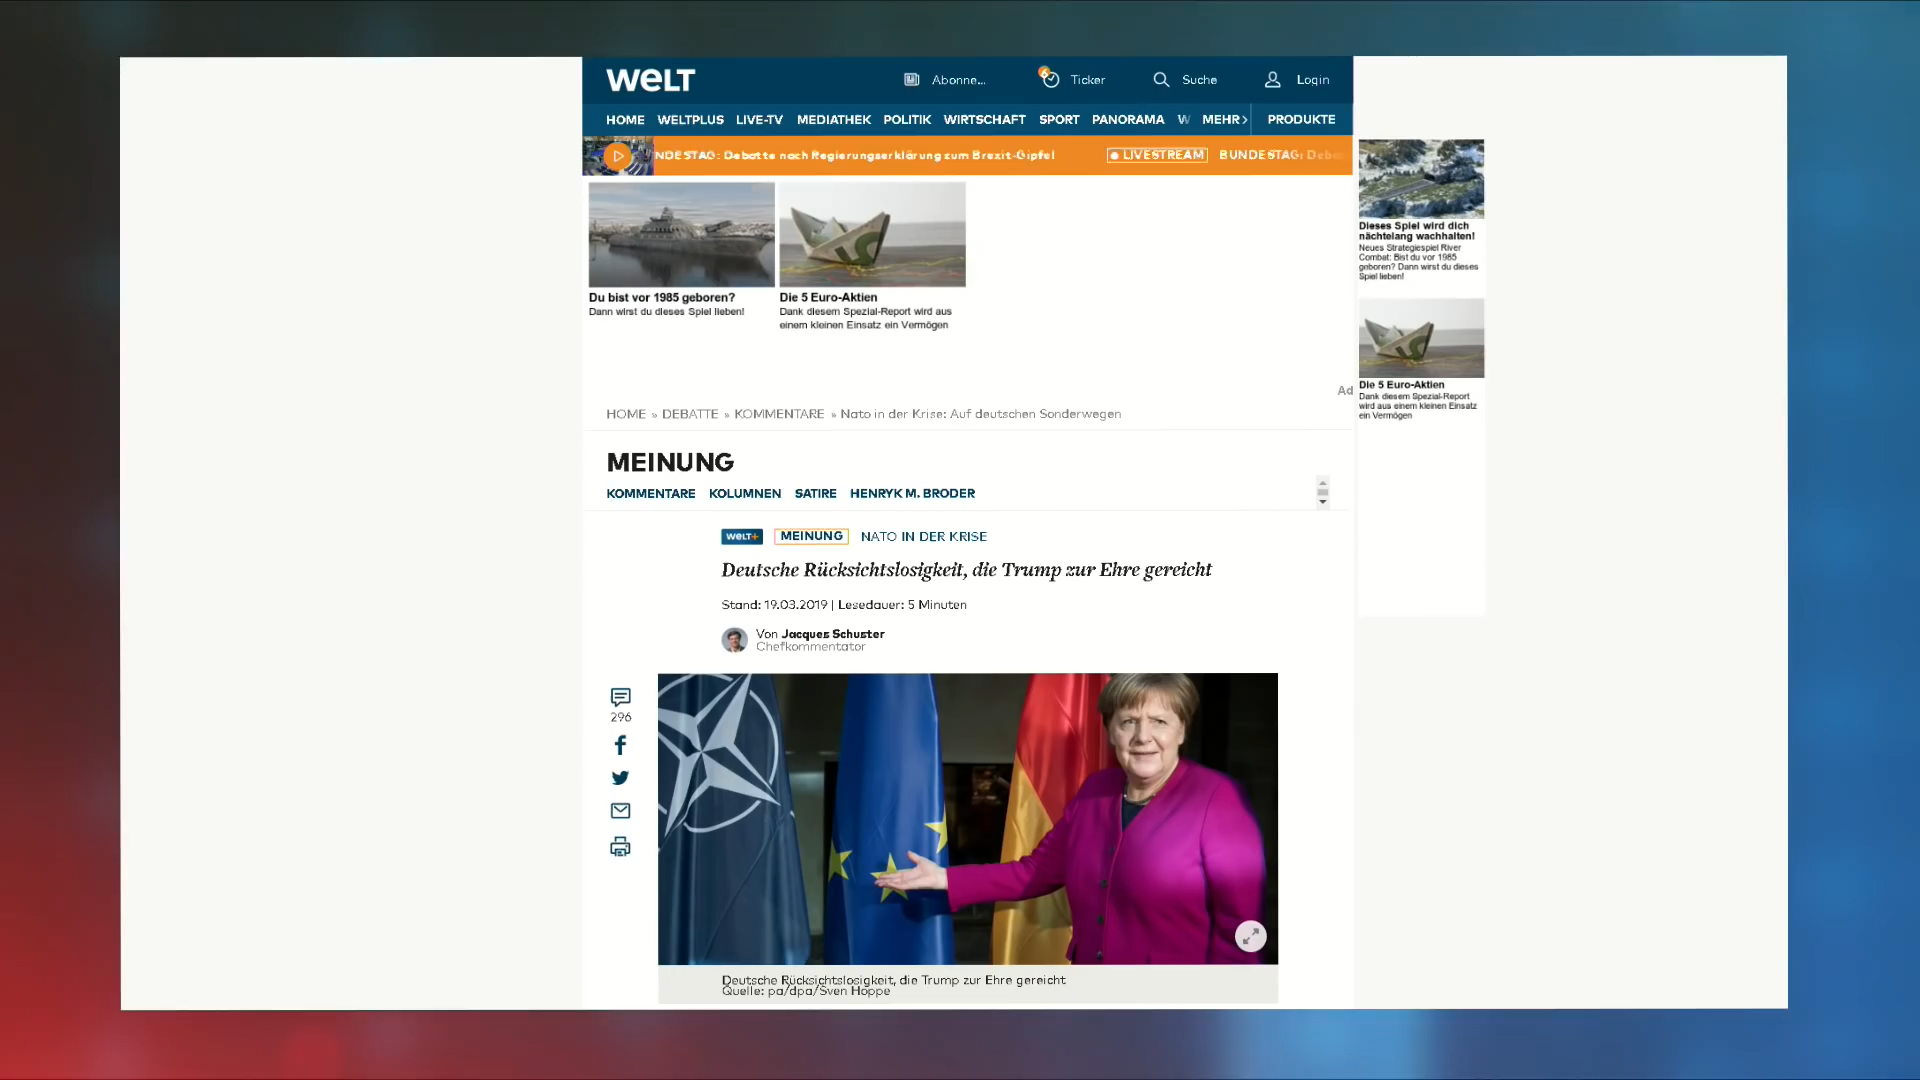 WELT
Abonne...
6
Ticker
Suche
Login
HOME WELTPLUS LIVE-TV MEDIATHEK POLITIK WIRTSCHAFT SPORT PANORAMA W MEHR PRODUKTE
NDESTAG: Debatte nach Regierungserklärung zum Brexit-Gipfel LIVESTREAM BUNDESTAG: Deba
Du bist vor 1985 geboren?
Dann wirst du dieses Spiel lieben!
Die 5 Euro-Aktien
Dank diesem Spezial-Report wird aus
einem kleinen Einsatz ein Vermögen
Dieses Spiel wird dich
nächtelang wachhalten!
Neues Strategiespiel River
Combat: Bist du vor 1985
geboren? Dann wirst du dieses
Spiel lieben!
Ad
Die 5 Euro-Aktien
Dank diesem Spezial-Report
wird aus einem kleinen Einsatz
ein Vermögen
HOME » DEBATTE » KOMMENTARE » Nato in der Krise: Auf deutschen Sonderwegen
MEINUNG
KOMMENTARE KOLUMNEN SATIRE HENRYK M. BRODER
WELT+ MEINUNG NATO IN DER KRISE
Deutsche Rücksichtslosigkeit, die Trump zur Ehre gereicht
Stand: 19.03.2019 | Lesedauer: 5 Minuten
Von Jacques Schuster
Chefkommentator
296
Deutsche Rücksichtslosigkeit, die Trump zur Ehre gereicht
Quelle: pa/dpa/Sven Hoppe